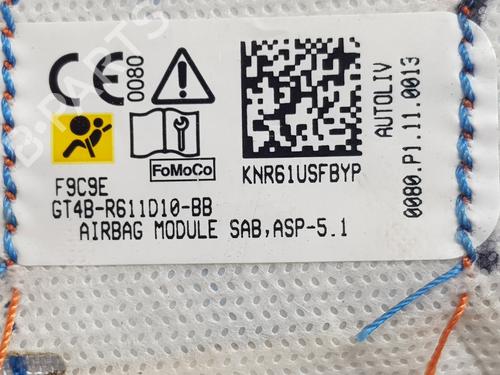 CE
0080
FoMoCo
F9C9E
GT4B-R611D10-BB
AIRBAG MODULE SAB,ASP-5.1
KNR61USFBYP
AUTOLIV
0080.P1.11.0013
B-PARTS